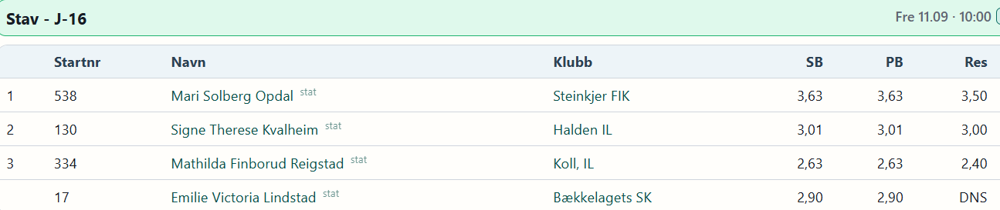 Stav - J-16 Fre 11.09 · 10:00
Startnr Navn Klubb SB PB Res
1 538 Mari Solberg Opdal stat Steinkjer FIK 3,63 3,63 3,50
2 130 Signe Therese Kvalheim stat Halden IL 3,01 3,01 3,00
3 334 Mathilda Finborud Reigstad stat Koll, IL 2,63 2,63 2,40
17 Emilie Victoria Lindstad stat Bækkelagets SK 2,90 2,90 DNS